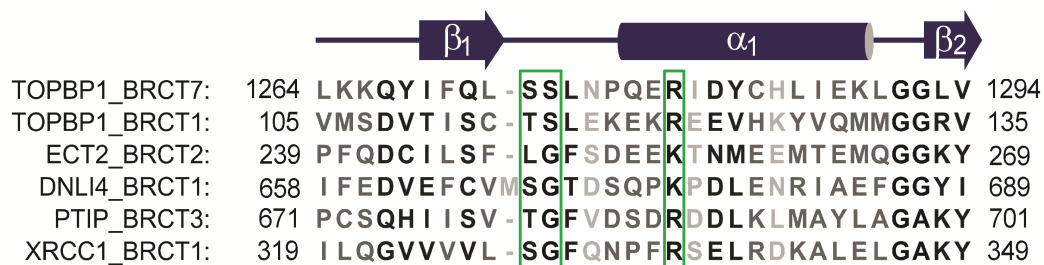 β1 α1 β2
TOPBP1_BRCT7: 1264 LKKQYIFQL-SSLNPQERIDYCHLIEKLGGLV 1294
TOPBP1_BRCT1: 105 VMSDVTISC-TSLEKEKREEVHKYVQMMGGRV 135
ECT2_BRCT2: 239 PFQDCILSF-LGFSDEEKTNMEEMTEMQGGKY 269
DNLI4_BRCT1: 658 IFEDVEFCVMSGTDSQPKPDLENRIAEFGGYI 689
PTIP_BRCT3: 671 PCSQHIISV-TGFVDSDRDDLKLMAYLAGAKY 701
XRCC1_BRCT1: 319 ILQGVVVVL-SGFQNPFRSELRDKALELGAKY 349